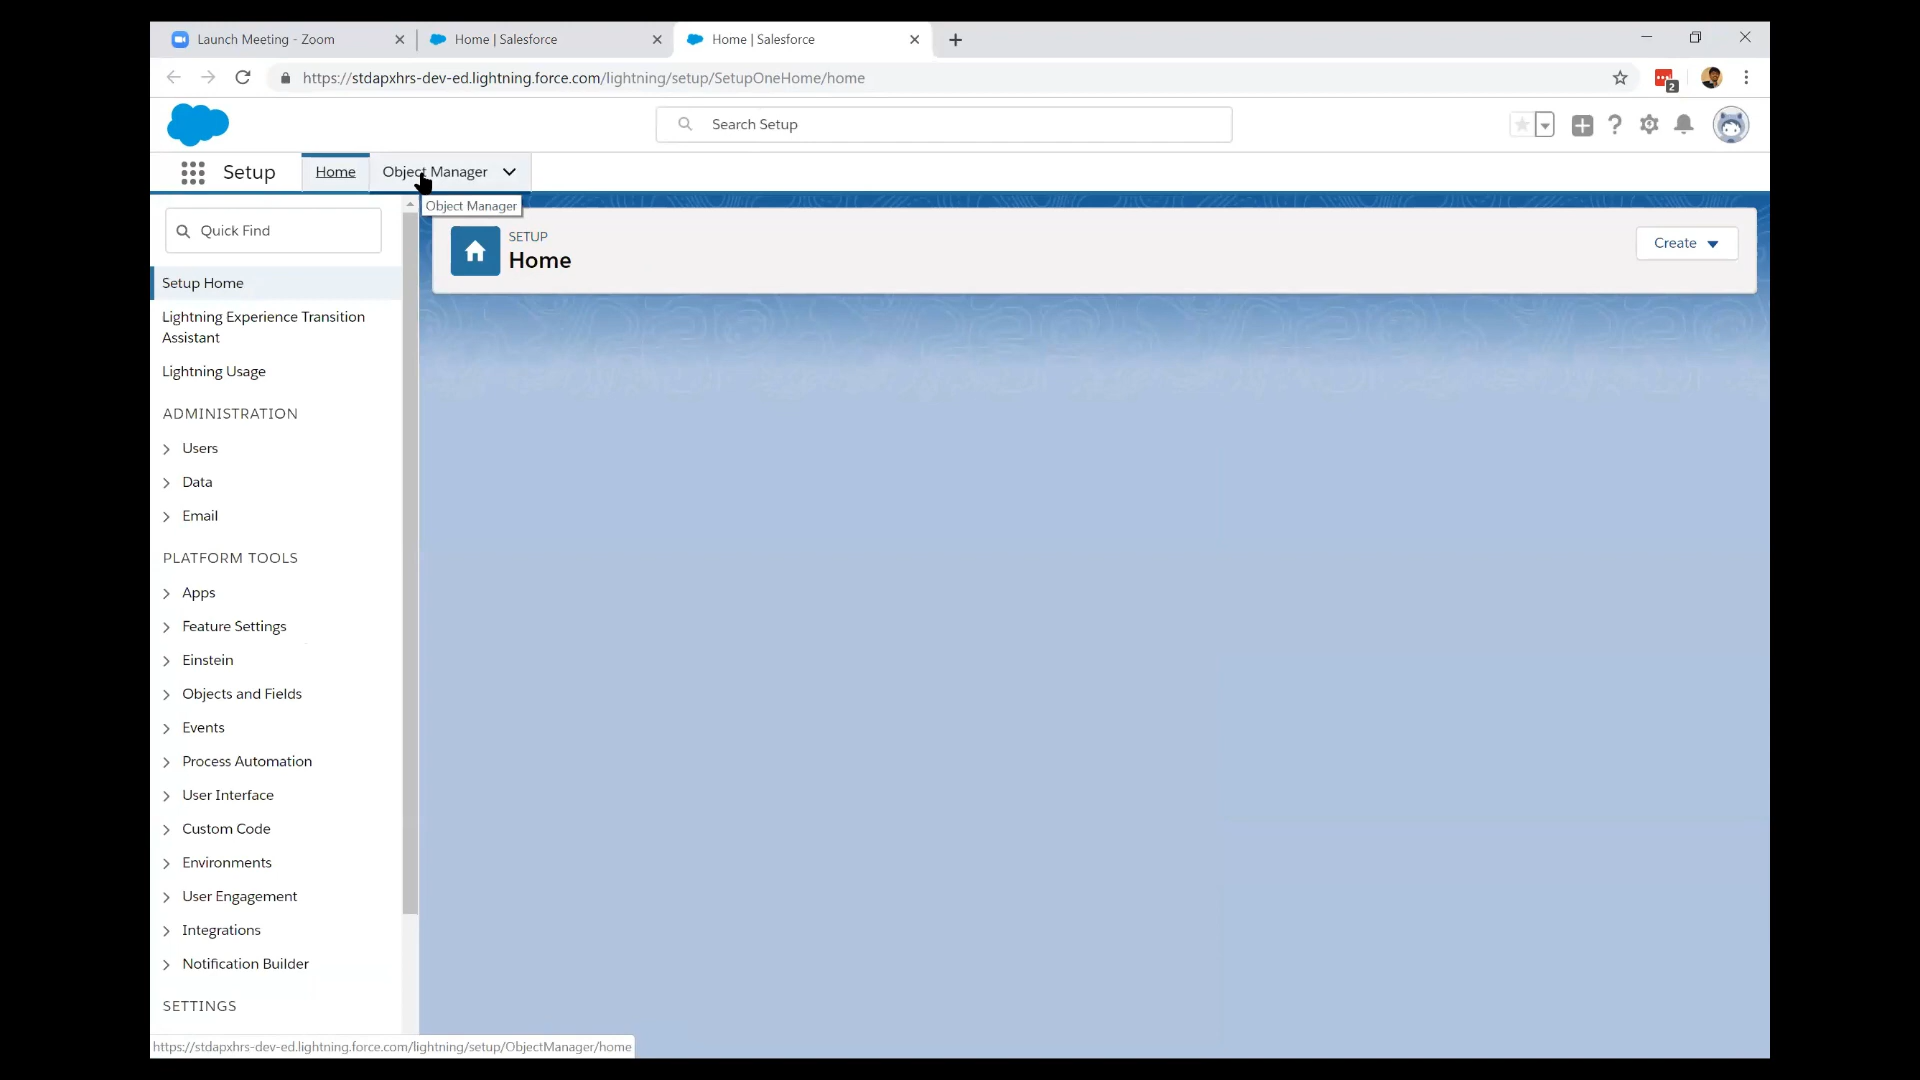 Launch Meeting - Zoom
Home | Salesforce
Home | Salesforce
https://stdapxhrs-dev-ed.lightning.force.com/lightning/setup/SetupOneHome/home
2
Search Setup
Setup
Home
Object Manager
Object Manager
Quick Find
SETUP
Home
Create
Setup Home
Lightning Experience Transition
Assistant
Lightning Usage
ADMINISTRATION
Users
Data
Email
PLATFORM TOOLS
Apps
Feature Settings
Einstein
Objects and Fields
Events
Process Automation
User Interface
Custom Code
Environments
User Engagement
Integrations
Notification Builder
SETTINGS
https://stdapxhrs-dev-ed.lightning.force.com/lightning/setup/ObjectManager/home